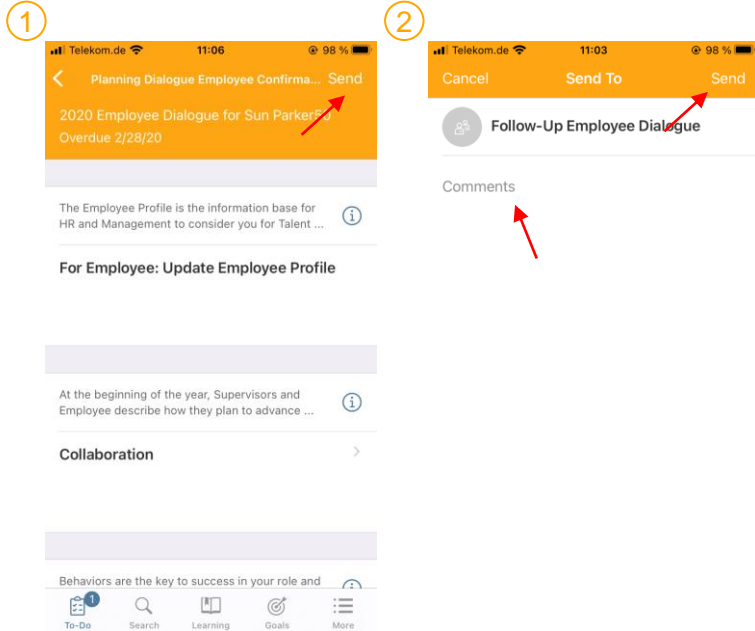 1
Telekom.de 11:06 98 %
Planning Dialogue Employee Confirma... Send
2020 Employee Dialogue for Sun Parker50
Overdue 2/28/20
The Employee Profile is the information base for
HR and Management to consider you for Talent ...
For Employee: Update Employee Profile
At the beginning of the year, Supervisors and
Employee describe how they plan to advance ...
Collaboration
Behaviors are the key to success in your role and
1
To-Do Search Learning Goals More
2
Telekom.de 11:03 98 %
Cancel Send To Send
Follow-Up Employee Dialogue
Comments